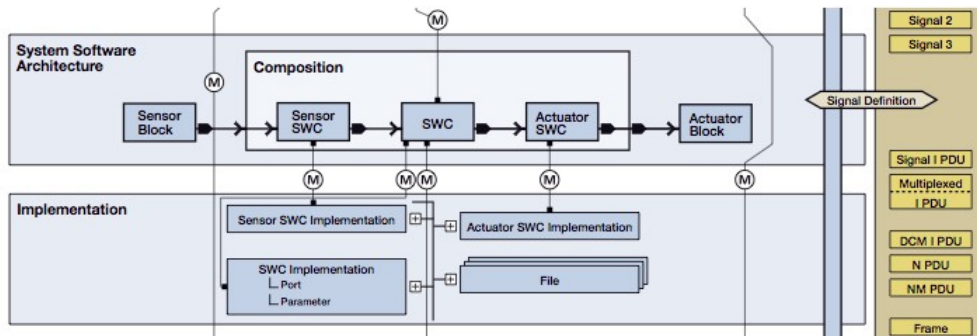 M
Signal 2
System Software
Architecture
M
Signal 3
Composition
M
Sensor
Block
Sensor
SWC
SWC
Actuator
SWC
Actuator
Block
Signal Definition
Signal I PDU
M
M
M
M
M
Multiplexed
I PDU
Implementation
Sensor SWC Implementation
Actuator SWC Implementation
DCM I PDU
SWC Implementation
Port
Parameter
File
N PDU
NM PDU
Frame